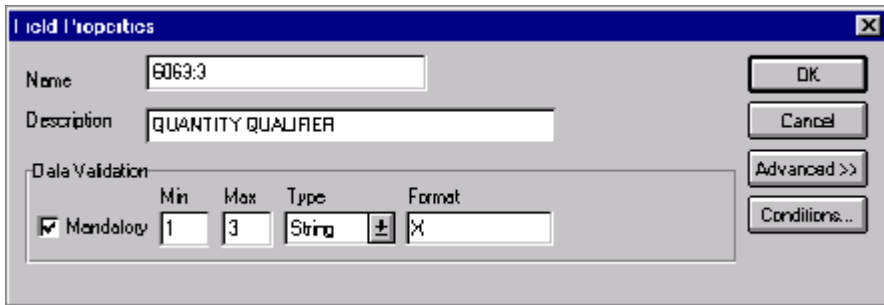 Field Properties
Name 6063:3
Description QUANTITY QUALIFIER
Data Validation
Min Max Type Format
Mandatory 1 3 String X
OK
Cancel
Advanced >>
Conditions...